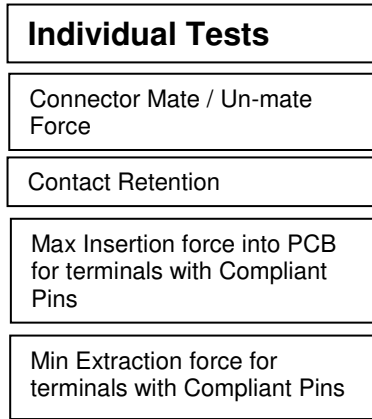 Individual Tests
Connector Mate / Un-mate
Force
Contact Retention
Max Insertion force into PCB
for terminals with Compliant
Pins
Min Extraction force for
terminals with Compliant Pins